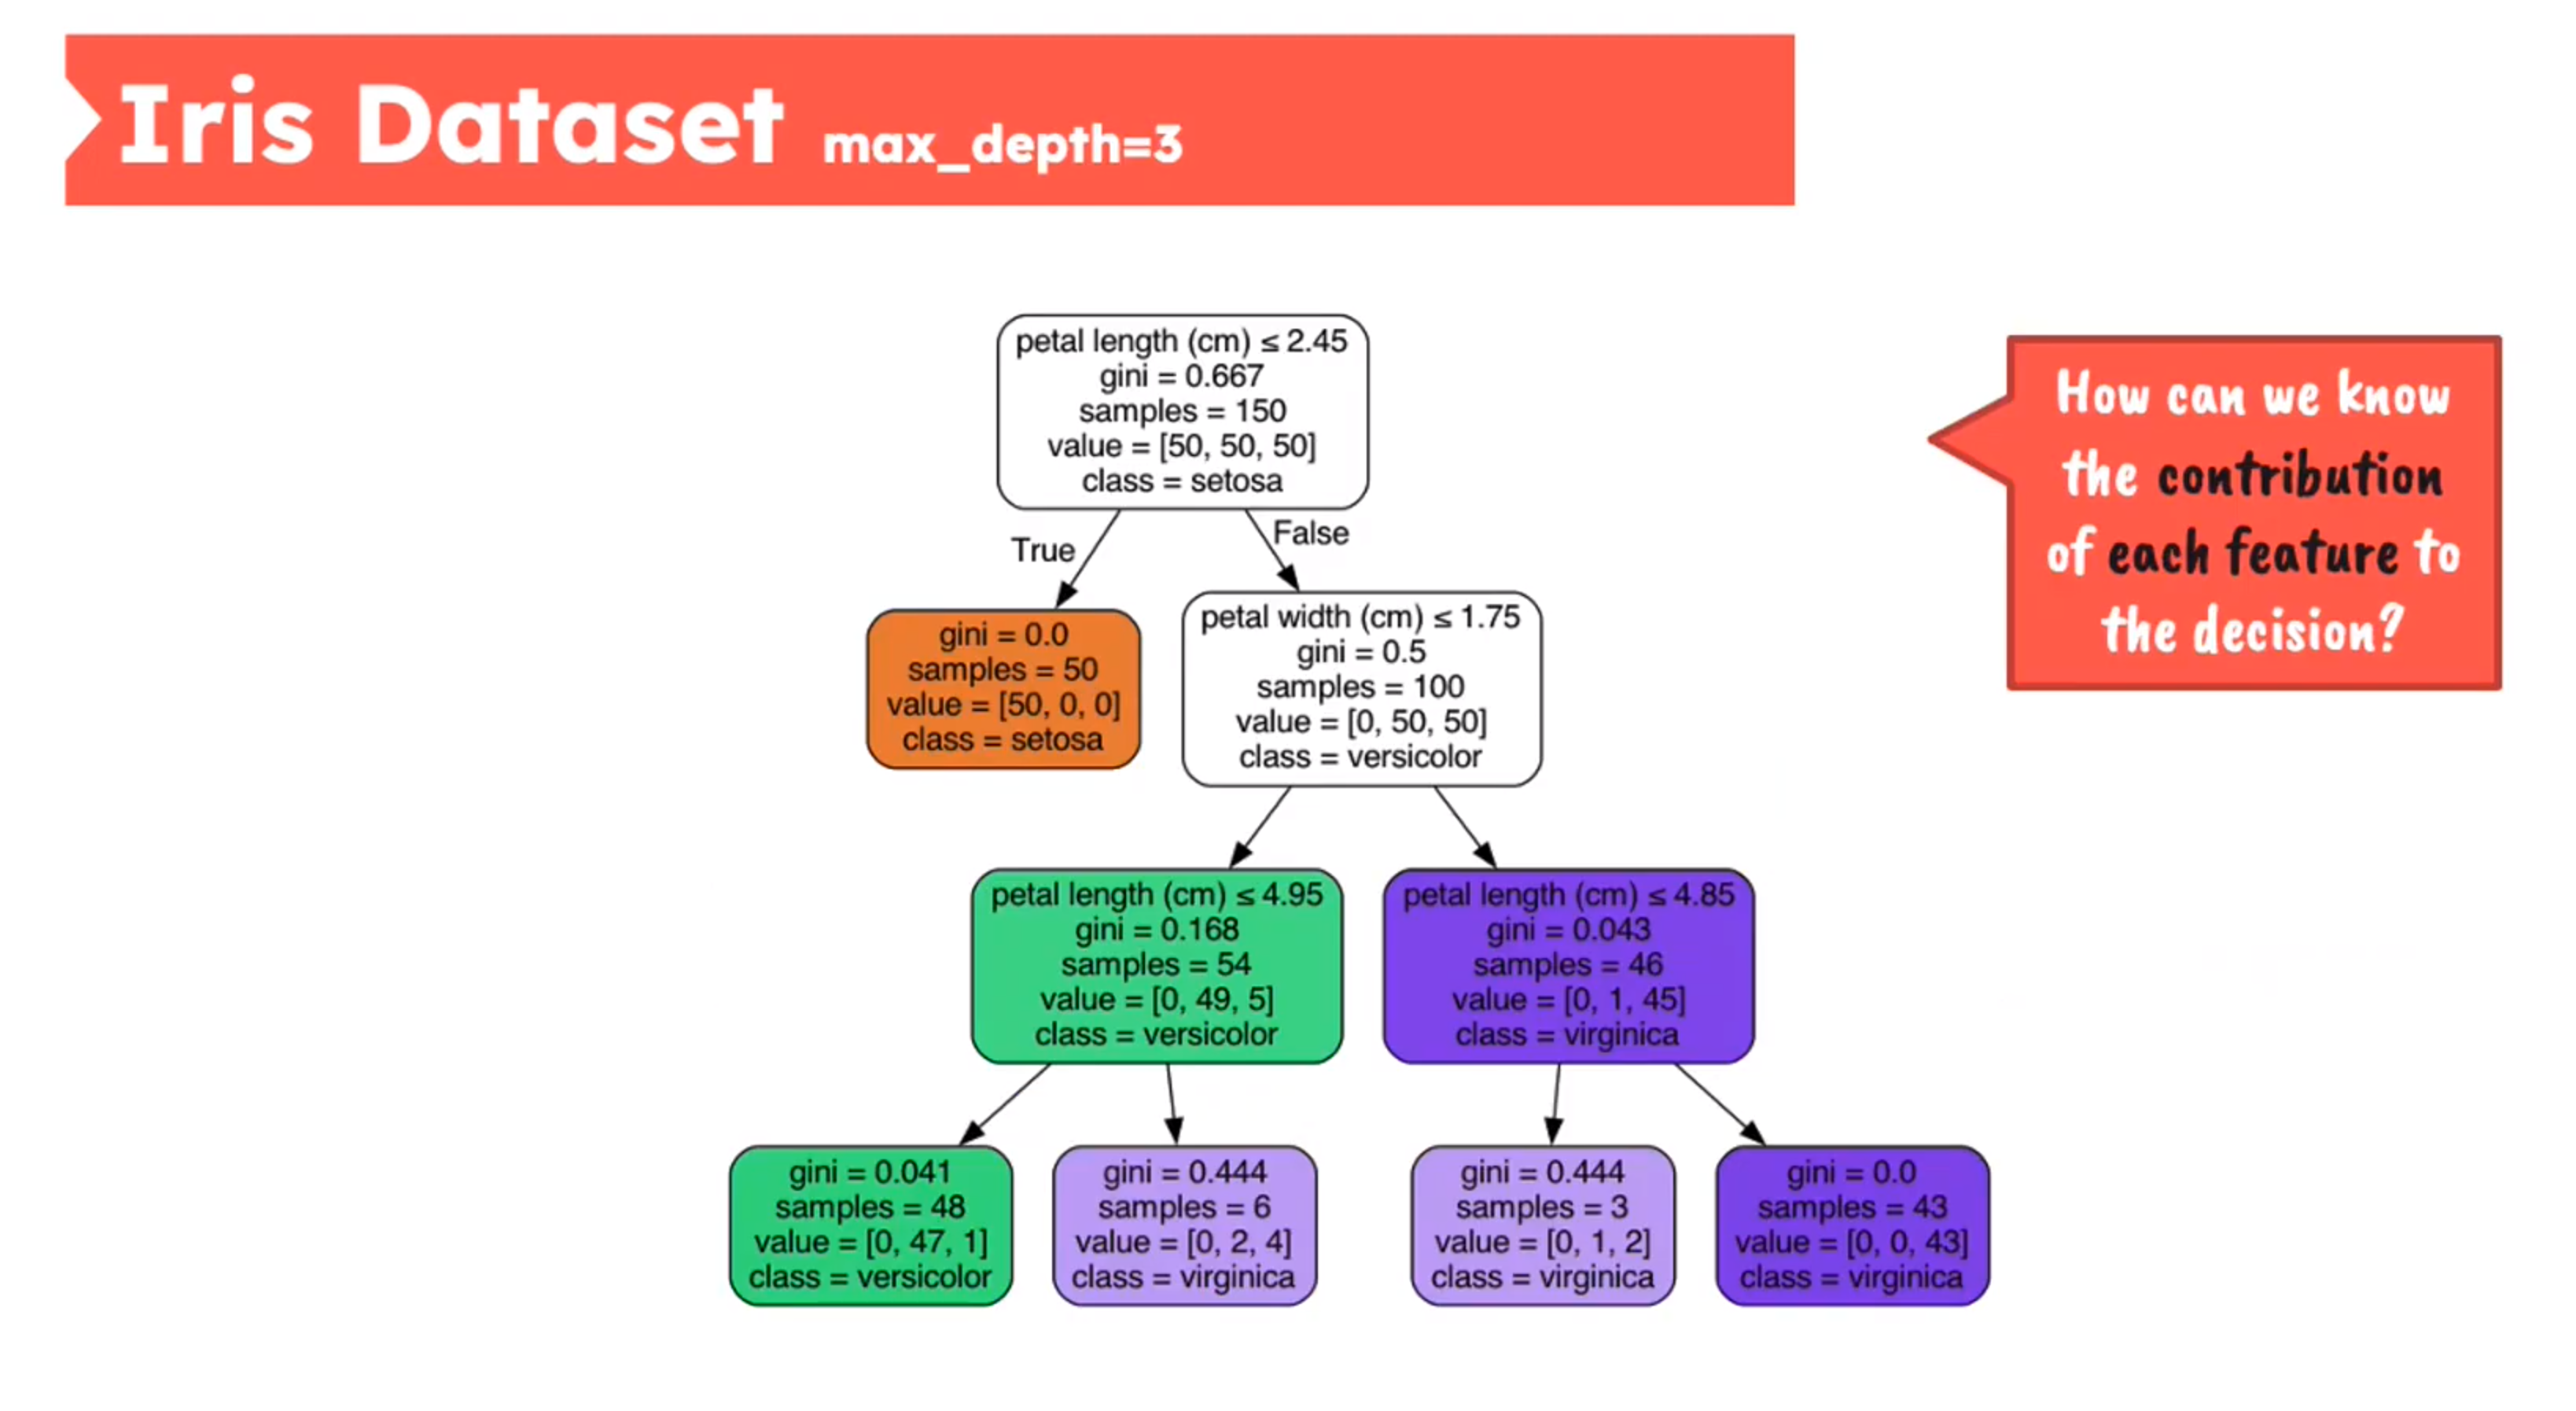 Iris Dataset max_depth=3
petal length (cm) ≤ 2.45
gini = 0.667
samples = 150
value = [50, 50, 50]
class = setosa
How can we know
the contribution
of each feature to
the decision?
True
False
gini = 0.0
samples = 50
value = [50, 0, 0]
class = setosa
petal width (cm) ≤ 1.75
gini = 0.5
samples = 100
value = [0, 50, 50]
class = versicolor
petal length (cm) ≤ 4.95
gini = 0.168
samples = 54
value = [0, 49, 5]
class = versicolor
petal length (cm) ≤ 4.85
gini = 0.043
samples = 46
value = [0, 1, 45]
class = virginica
gini = 0.041
samples = 48
value = [0, 47, 1]
class = versicolor
gini = 0.444
samples = 6
value = [0, 2, 4]
class = virginica
gini = 0.444
samples = 3
value = [0, 1, 2]
class = virginica
gini = 0.0
samples = 43
value = [0, 0, 43]
class = virginica